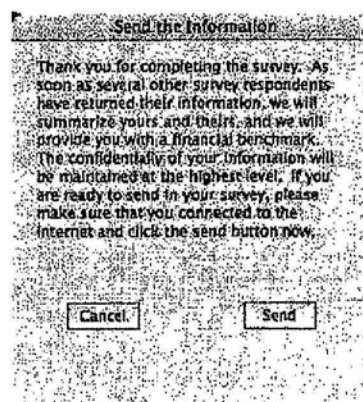 Send the Information
Thank you for completing the survey. As
soon as several other survey respondents
have returned their information, we will
summarize yours and theirs, and we will
provide you with a financial benchmark.
The confidentially of your information will
be maintained at the highest level. If you
are ready to send in your survey, please
make sure that you connected to the
internet and click the send button now.
Cancel Send